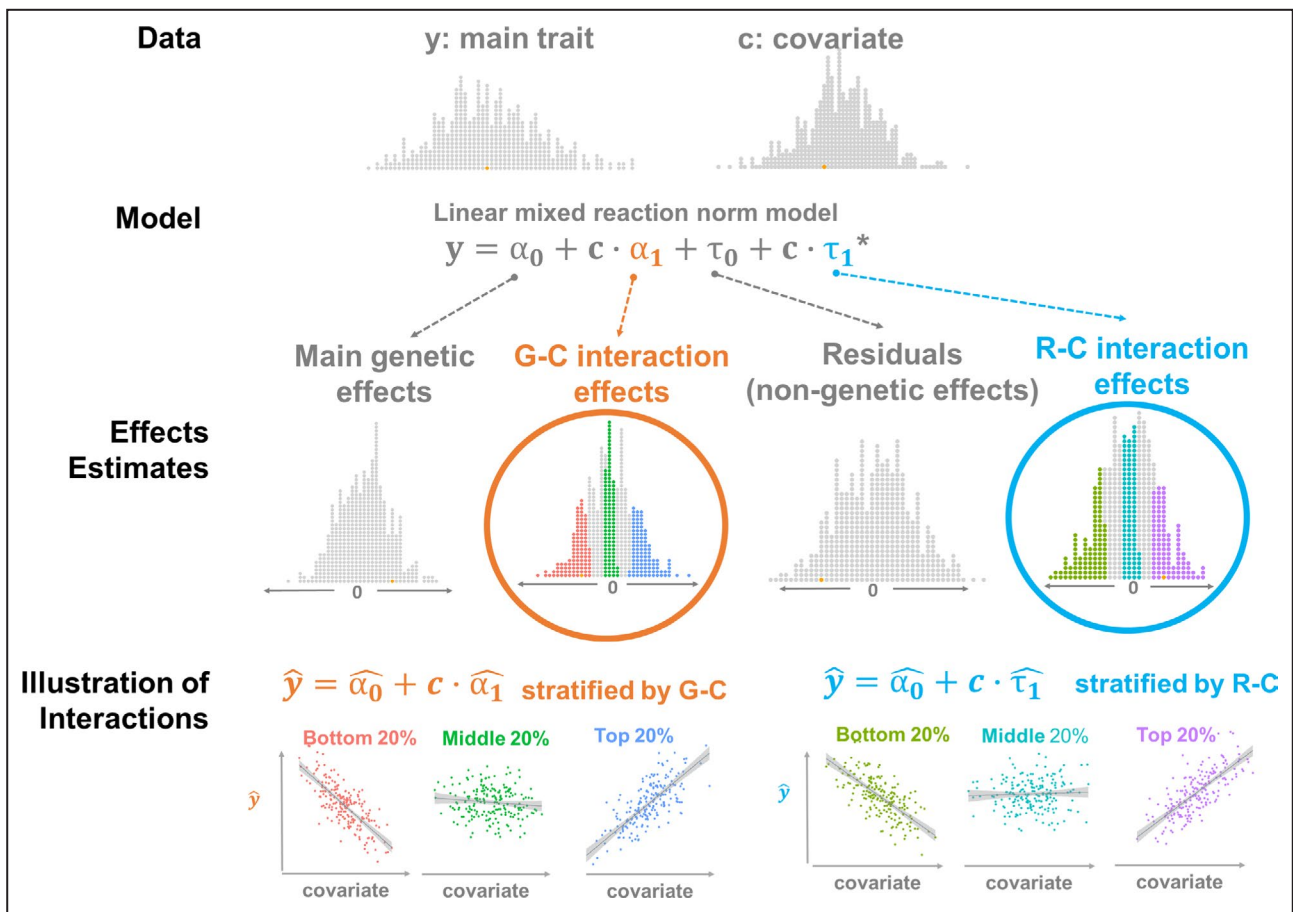 Data
y: main trait
c: covariate
Model
Linear mixed reaction norm model
y = α₀ + c · α₁ + τ₀ + c · τ₁*
Main genetic
effects
G-C interaction
effects
Residuals
(non-genetic effects)
R-C interaction
effects
Effects
Estimates
0
0
0
0
Illustration of
Interactions
ŷ = α̂₀ + c · α̂₁ stratified by G-C
ŷ = α̂₀ + c · τ̂₁ stratified by R-C
Bottom 20%
Middle 20%
Top 20%
Bottom 20%
Middle 20%
Top 20%
ŷ
ŷ
covariate
covariate
covariate
covariate
covariate
covariate